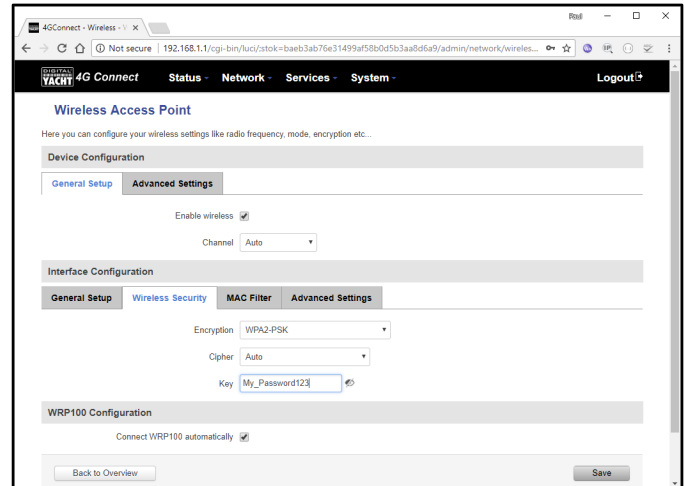 Paul
4GConnect - Wireless - V
Not secure | 192.168.1.1/cgi-bin/luci/;stok=baeb3ab76e31499af58b0d5b3aa8d6a9/admin/network/wireles...
DIGITAL YACHT 4G Connect Status Network Services System Logout
Wireless Access Point
Here you can configure your wireless settings like radio frequency, mode, encryption etc...
Device Configuration
General Setup Advanced Settings
Enable wireless
Channel Auto
Interface Configuration
General Setup Wireless Security MAC Filter Advanced Settings
Encryption WPA2-PSK
Cipher Auto
Key My_Password123
WRP100 Configuration
Connect WRP100 automatically
Back to Overview Save